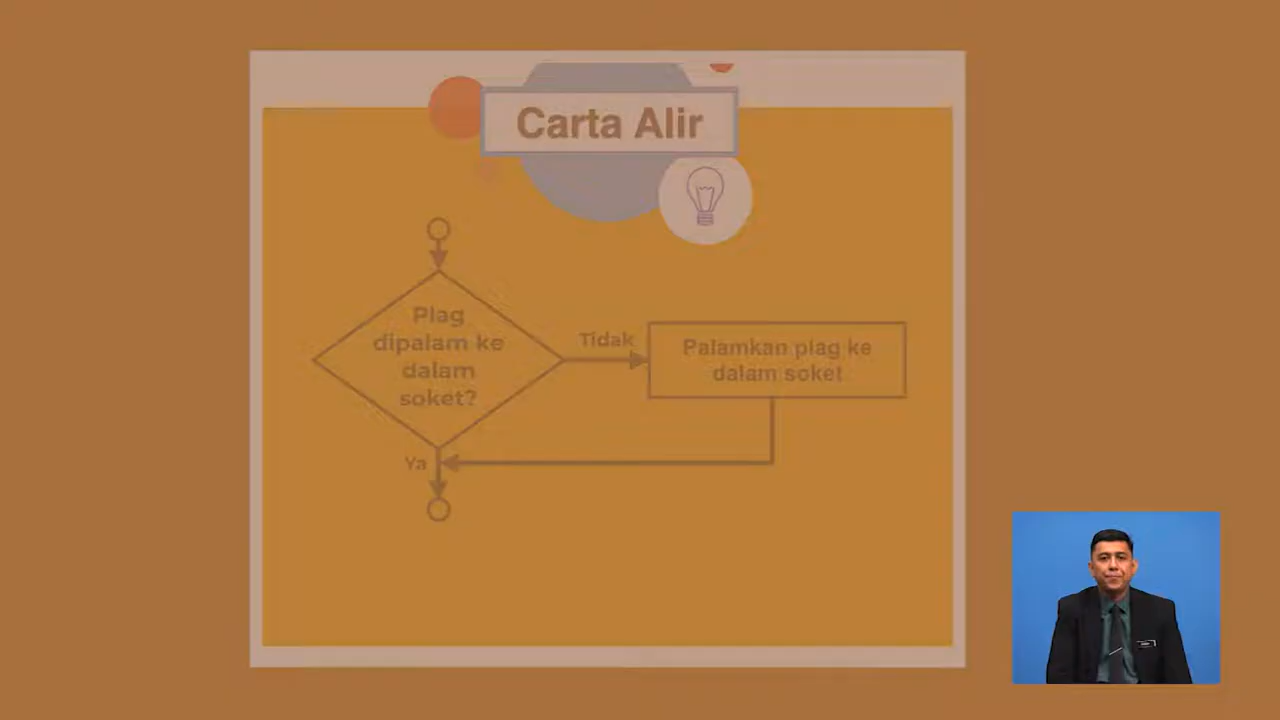 Carta Alir
Plag
dipalam ke
dalam
soket?
Tidak
Palamkan plag ke
dalam soket
Ya